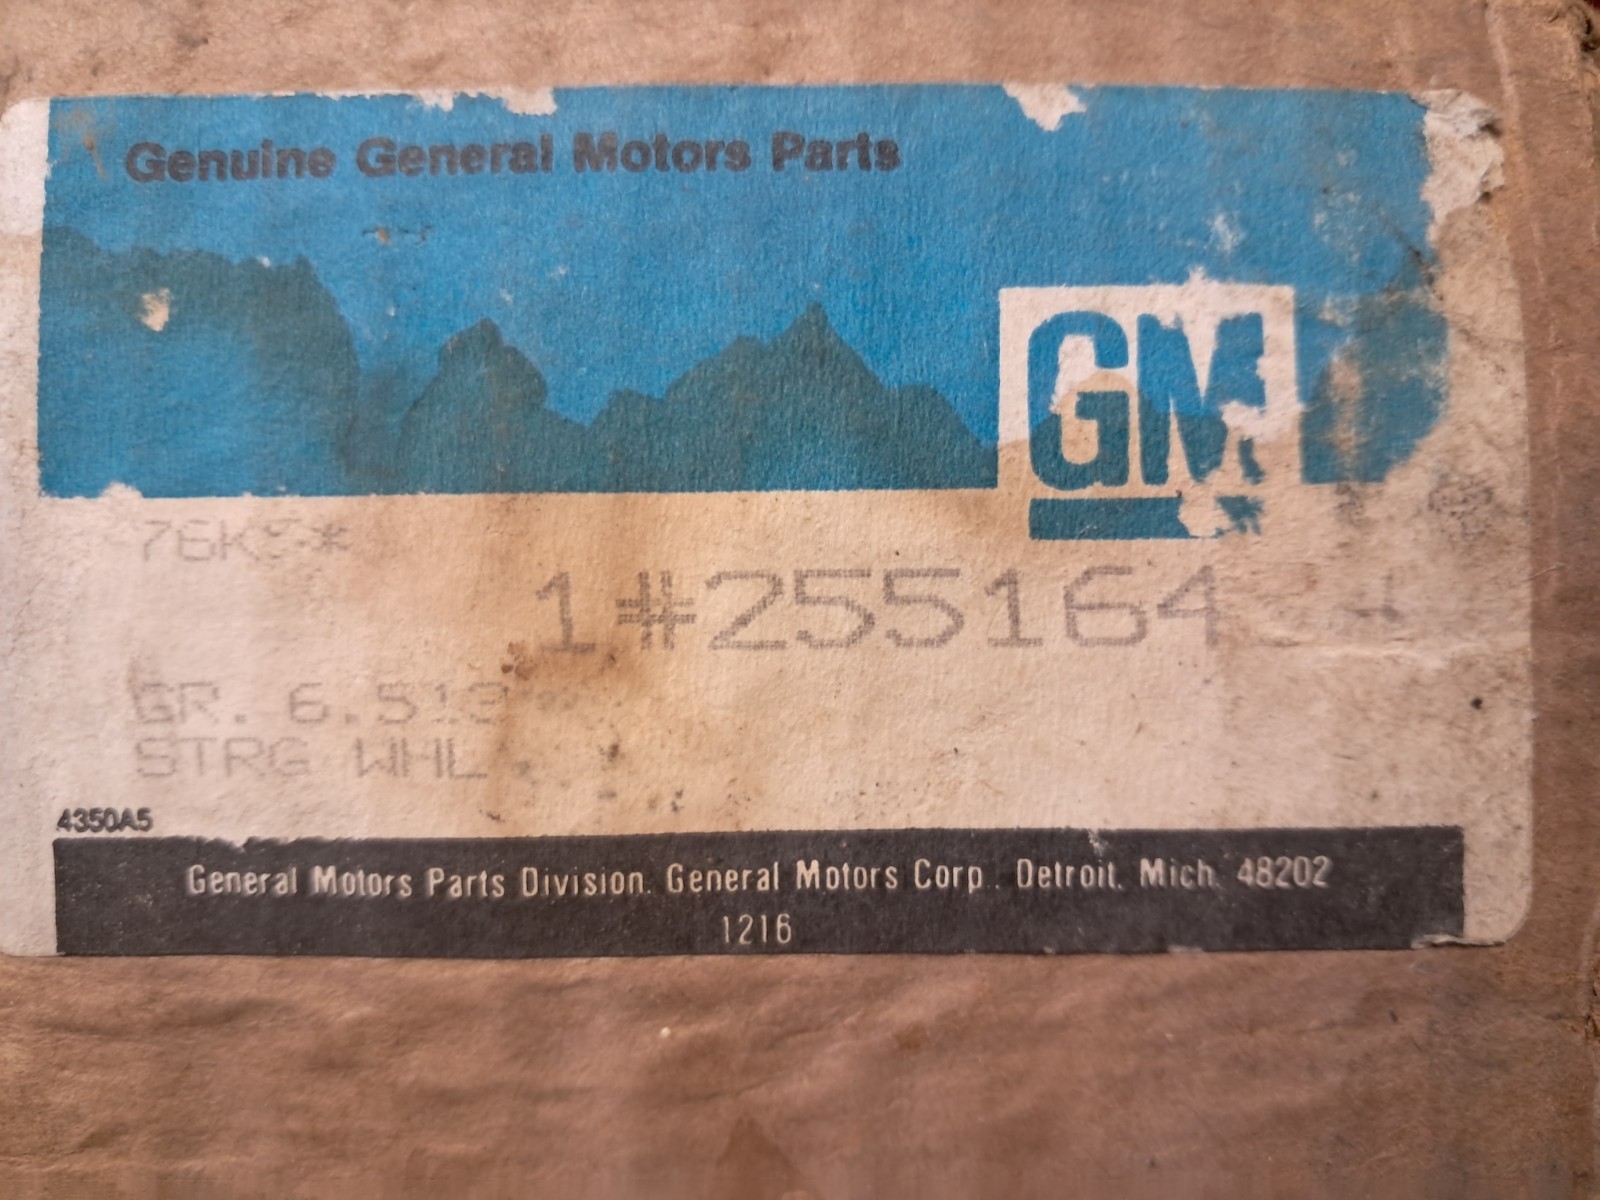 Genuine General Motors Parts
GM
1#255164
GR. 6.513
STRG WHL
4350A5
General Motors Parts Division. General Motors Corp. Detroit. Mich. 48202
1216